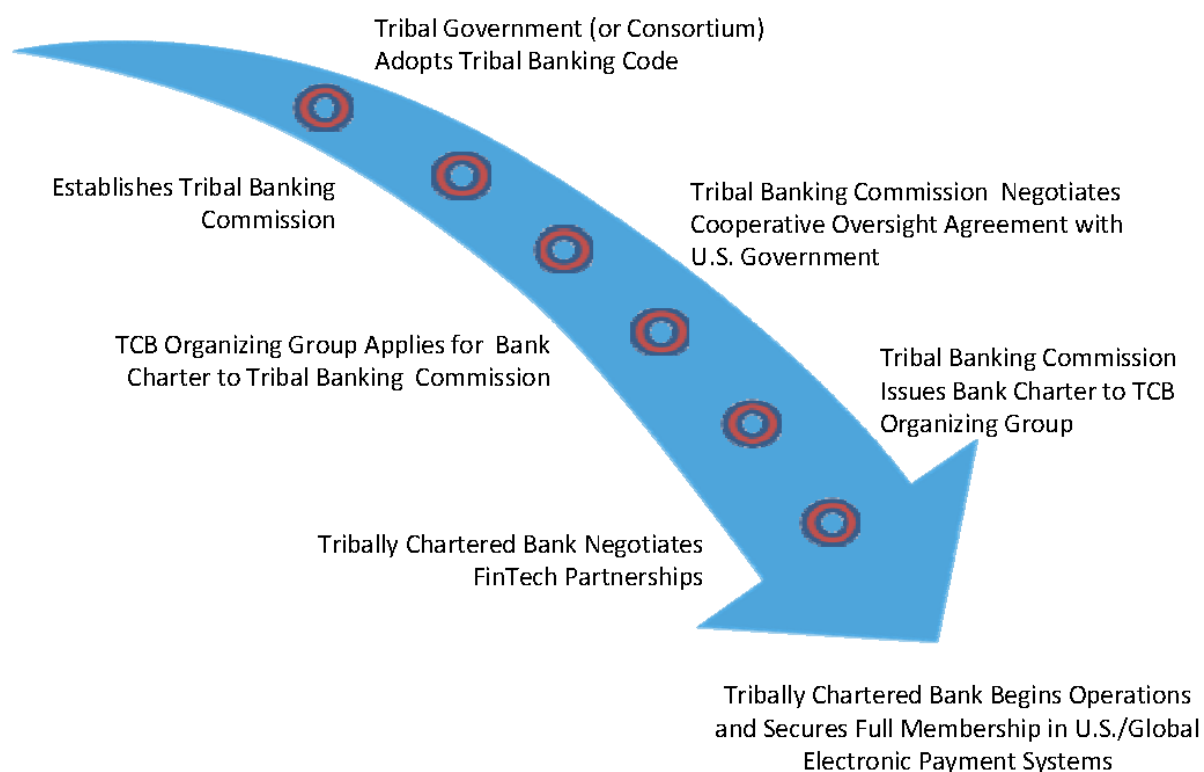 Tribal Government (or Consortium)
Adopts Tribal Banking Code
Establishes Tribal Banking
Commission
Tribal Banking Commission Negotiates
Cooperative Oversight Agreement with
U.S. Government
TCB Organizing Group Applies for Bank
Charter to Tribal Banking Commission
Tribal Banking Commission
Issues Bank Charter to TCB
Organizing Group
Tribally Chartered Bank Negotiates
FinTech Partnerships
Tribally Chartered Bank Begins Operations
and Secures Full Membership in U.S./Global
Electronic Payment Systems